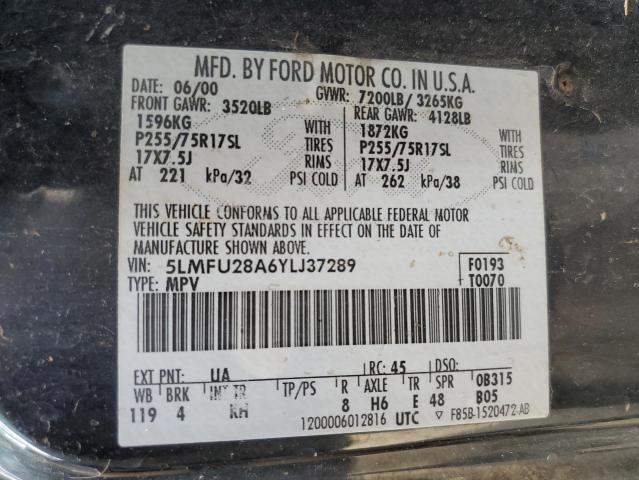 MFD. BY FORD MOTOR CO. IN U.S.A.
DATE: 06/00 GVWR: 7200LB/ 3265KG
FRONT GAWR: 3520LB REAR GAWR: 4128LB
1596KG WITH 1872KG WITH
P255/75R17SL TIRES P255/75R17SL TIRES
17X7.5J RIMS 17X7.5J RIMS
AT 221 kPa/32 PSI COLD AT 262 kPa/38 PSI COLD
THIS VEHICLE CONFORMS TO ALL APPLICABLE FEDERAL MOTOR
VEHICLE SAFETY STANDARDS IN EFFECT ON THE DATE OF
MANUFACTURE SHOWN ABOVE.
VIN: 5LMFU28A6YLJ37289 F0193
TYPE: MPV T0070
EXT PNT: UA RC: 45 DSO:
WB BRK INT TR TP/PS R AXLE TR SPR 0B315
119 4 KH 8 H6 E 48 B05
1200006012816 UTC ▽ F85B-1520472-AB